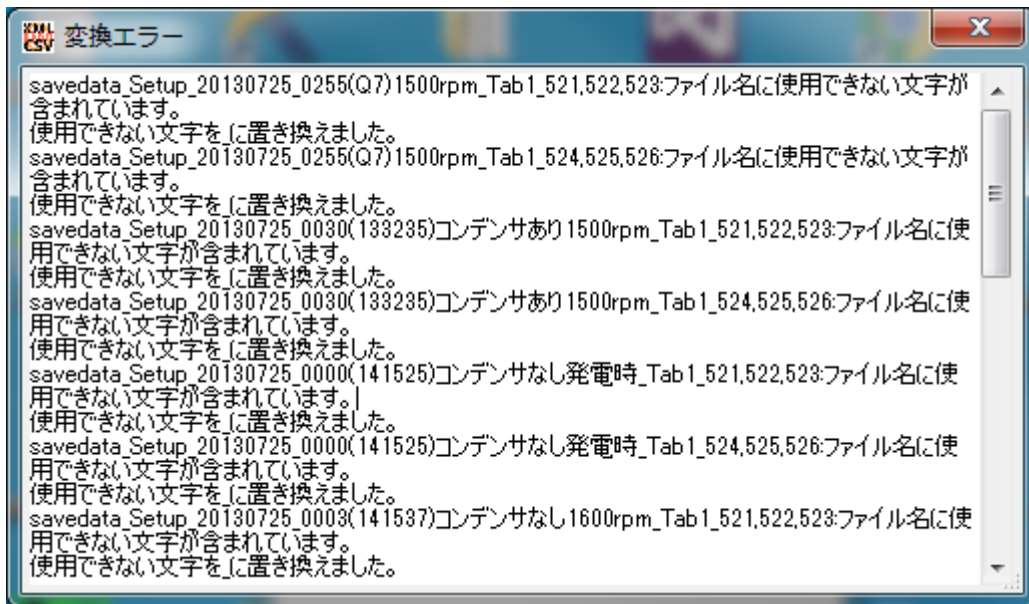 XML
CSV
変換エラー
savedata_Setup_20130725_0255(Q7)1500rpm_Tab1_521,522,523:ファイル名に使用できない文字が
含まれています。
使用できない文字を_に置き換えました。
savedata_Setup_20130725_0255(Q7)1500rpm_Tab1_524,525,526:ファイル名に使用できない文字が
含まれています。
使用できない文字を_に置き換えました。
savedata_Setup_20130725_0030(133235)コンデンサあり1500rpm_Tab1_521,522,523:ファイル名に使
用できない文字が含まれています。
使用できない文字を_に置き換えました。
savedata_Setup_20130725_0030(133235)コンデンサあり1500rpm_Tab1_524,525,526:ファイル名に使
用できない文字が含まれています。
使用できない文字を_に置き換えました。
savedata_Setup_20130725_0000(141525)コンデンサなし発電時_Tab1_521,522,523:ファイル名に使
用できない文字が含まれています。
使用できない文字を_に置き換えました。
savedata_Setup_20130725_0000(141525)コンデンサなし発電時_Tab1_524,525,526:ファイル名に使
用できない文字が含まれています。
使用できない文字を_に置き換えました。
savedata_Setup_20130725_0003(141537)コンデンサなし1600rpm_Tab1_521,522,523:ファイル名に使
用できない文字が含まれています。
使用できない文字を_に置き換えました。